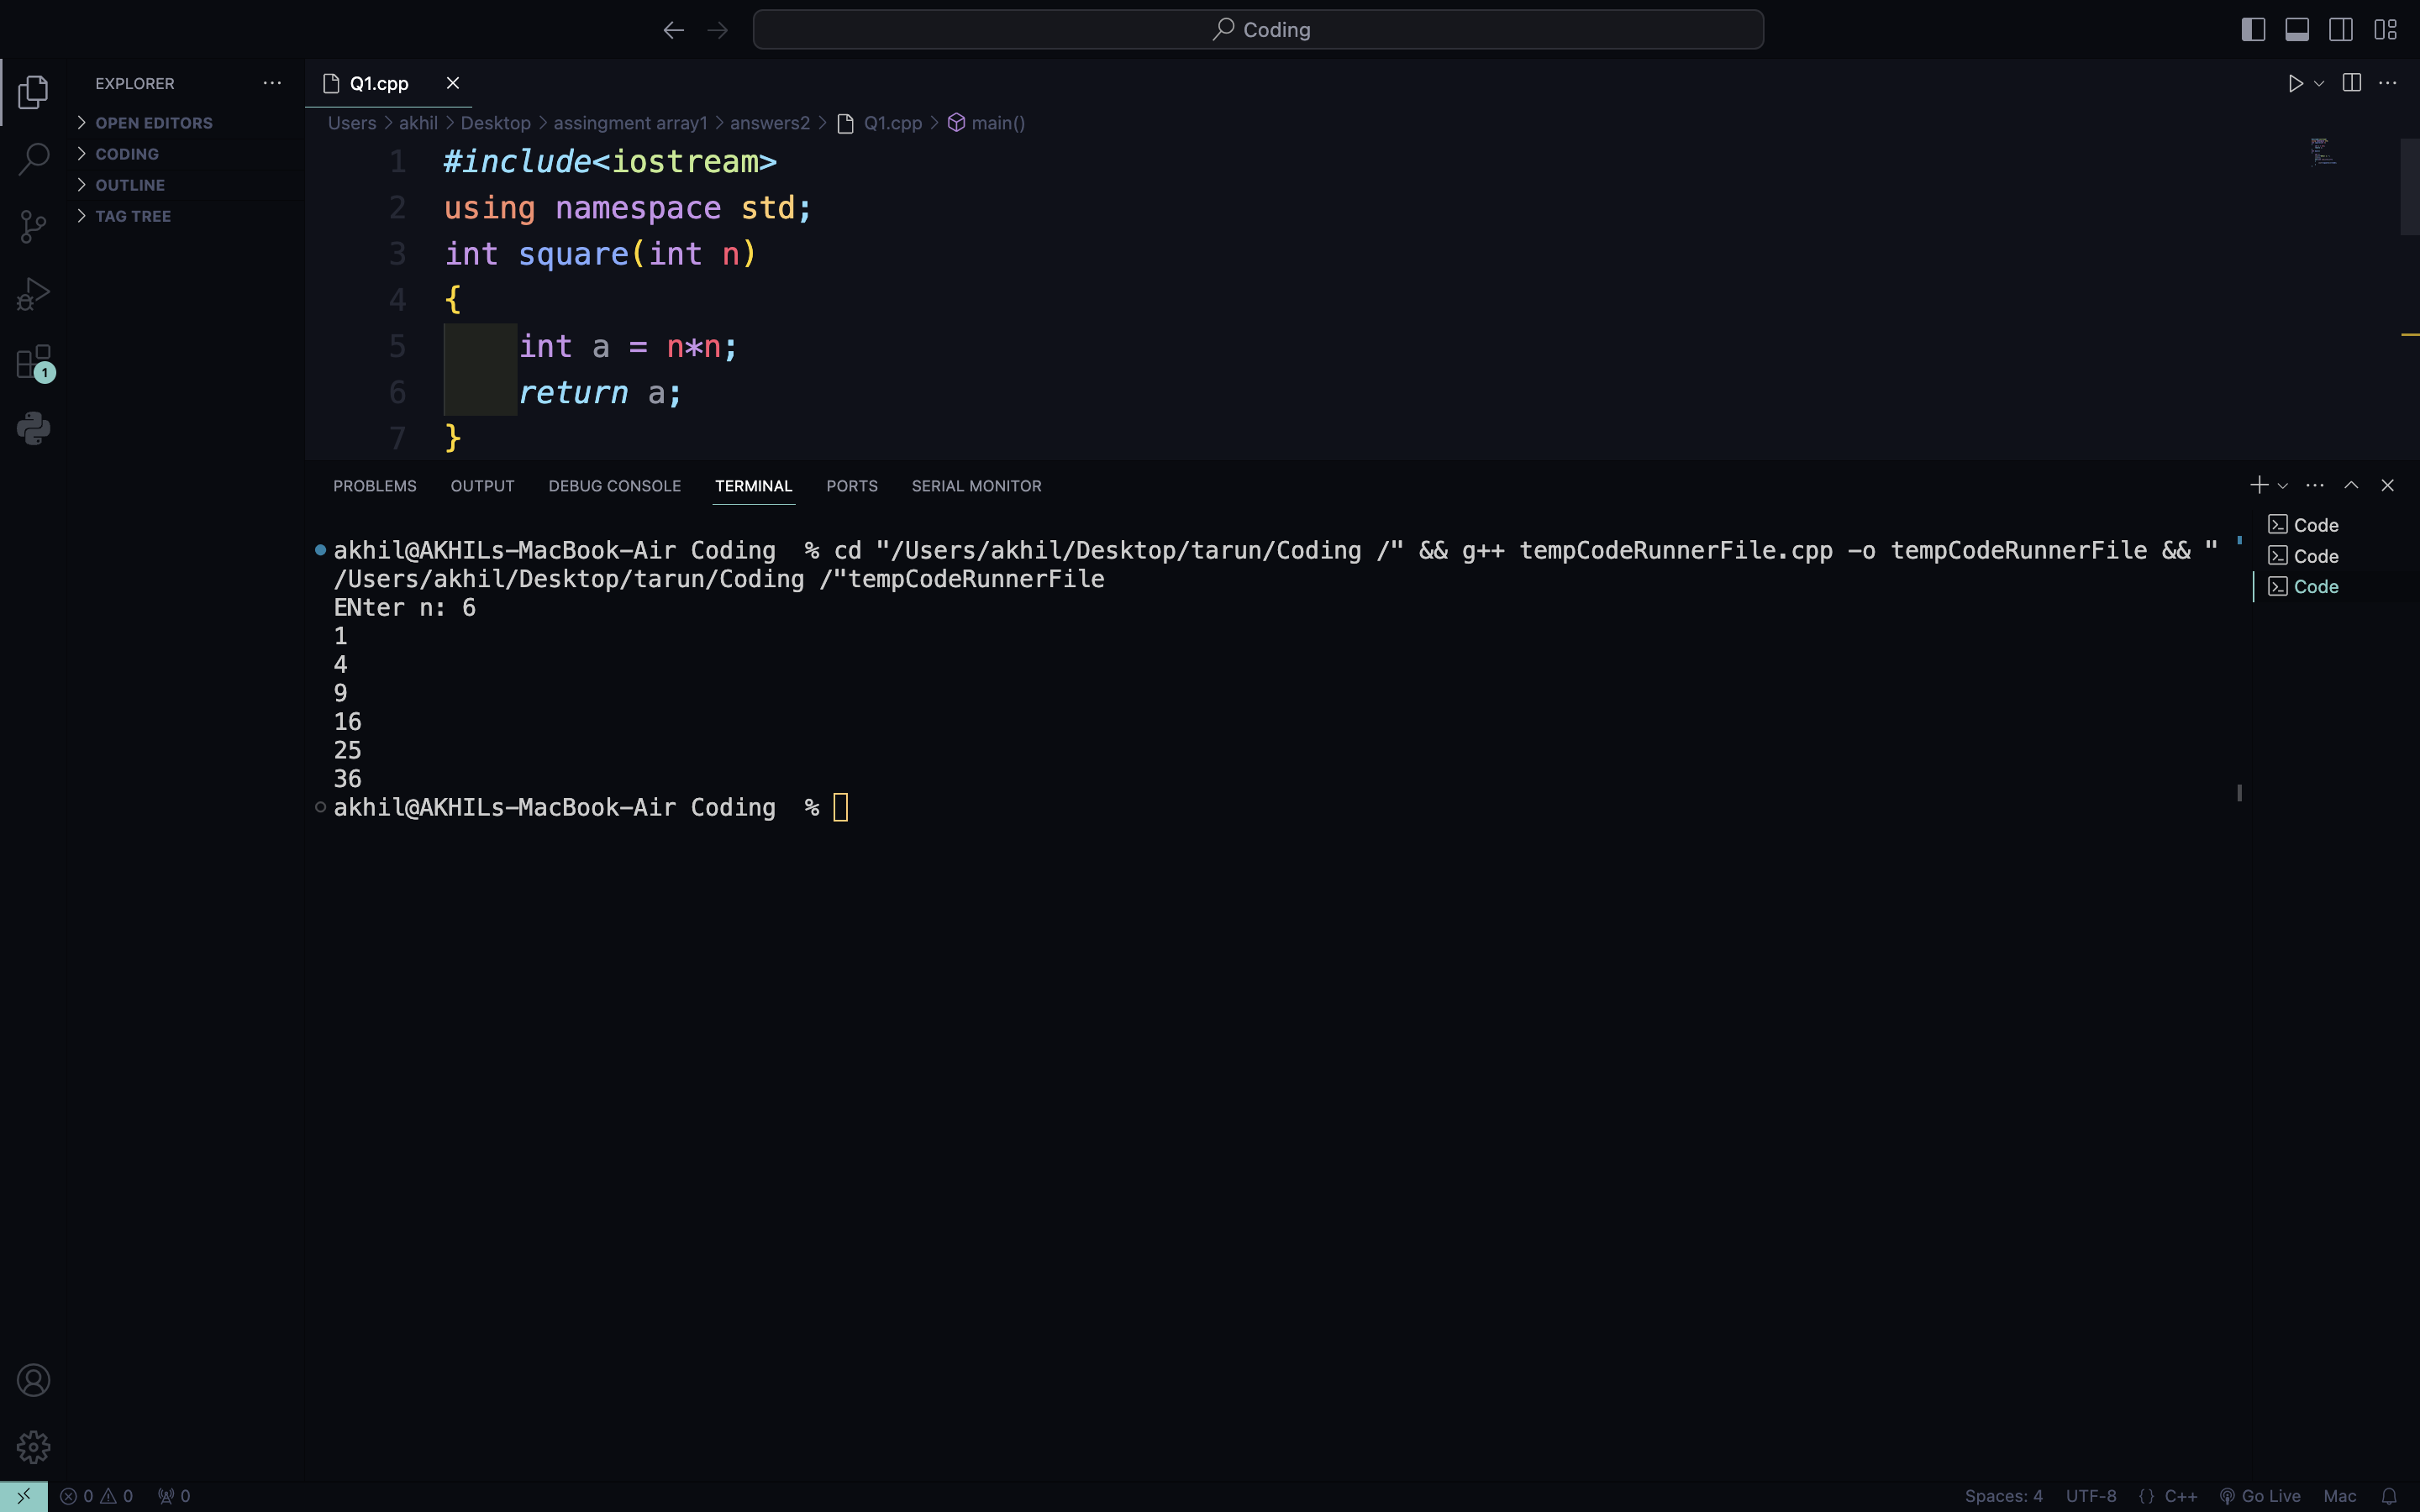 Coding
EXPLORER
OPEN EDITORS
CODING
OUTLINE
TAG TREE
1
Q1.cpp
Users > akhil > Desktop > assingment array1 > answers2 > Q1.cpp > main()
1 #include<iostream>
2 using namespace std;
3 int square(int n)
4 {
5 int a = n*n;
6 return a;
7 }
PROBLEMS OUTPUT DEBUG CONSOLE TERMINAL PORTS SERIAL MONITOR
akhil@AKHILs-MacBook-Air Coding  % cd "/Users/akhil/Desktop/tarun/Coding /" && g++ tempCodeRunnerFile.cpp -o tempCodeRunnerFile && "
/Users/akhil/Desktop/tarun/Coding /"tempCodeRunnerFile
ENter n: 6
1
4
9
16
25
36
akhil@AKHILs-MacBook-Air Coding  %
Code
Code
Code
0 0 0
Spaces: 4 UTF-8 {} C++ Go Live Mac